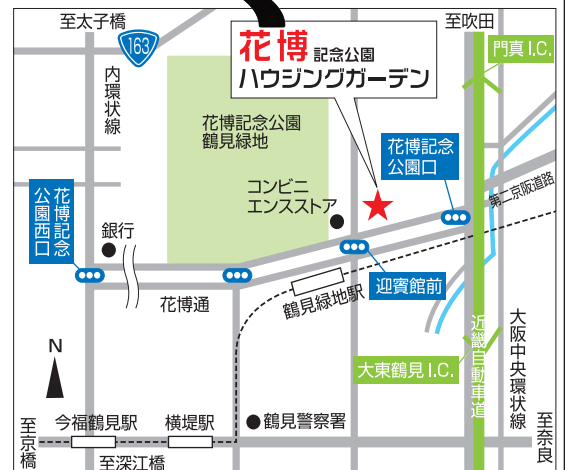 至太子橋
163
内
環
状
線
花博 記念公園
ハウジングガーデン
至吹田
門真I.C.
花博記念公園
鶴見緑地
コンビニ
エンスストア
花博記念
公園口
第二京阪道路
花博記念
公園西口
銀行
花博通
鶴見緑地駅
迎賓館前
近畿自動車道
大阪中央環状線
大東鶴見I.C.
N
今福鶴見駅
横堤駅
鶴見警察署
至京橋
至深江橋
至奈良